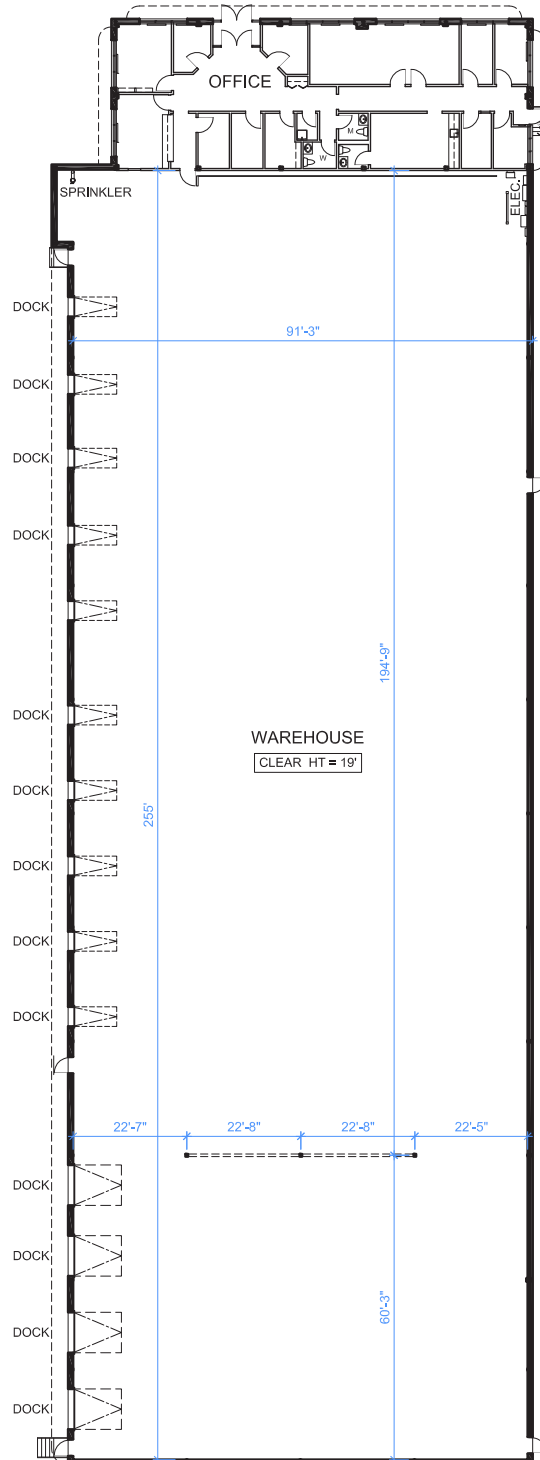 OFFICE
M
W
SPRINKLER
ELEC.
DOCK
91'-3"
DOCK
DOCK
DOCK
194'-9"
DOCK
WAREHOUSE
CLEAR HT = 19'
DOCK
255'
DOCK
DOCK
DOCK
22'-7"
22'-8"
22'-8"
22'-5"
DOCK
DOCK
60'-3"
DOCK
DOCK